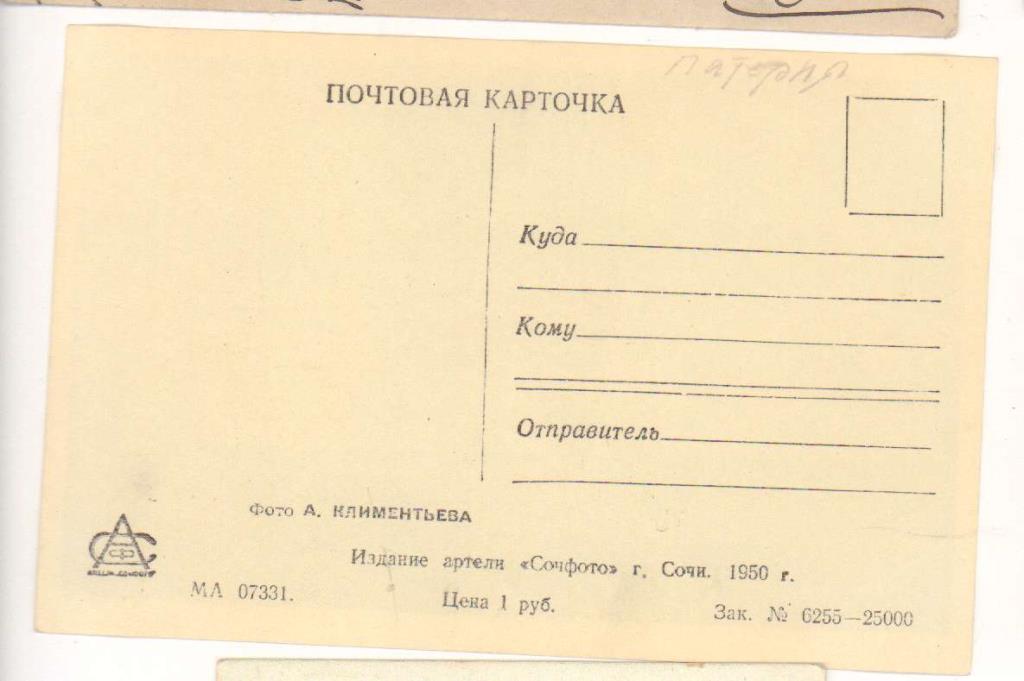 ПОЧТОВАЯ КАРТОЧКА
Куда
Кому
Отправитель
Фото А. КЛИМЕНТЬЕВА
Издание артели «Сочфото» г. Сочи. 1950 г.
МА 07331.
Цена 1 руб.
Зак. № 6255—25000